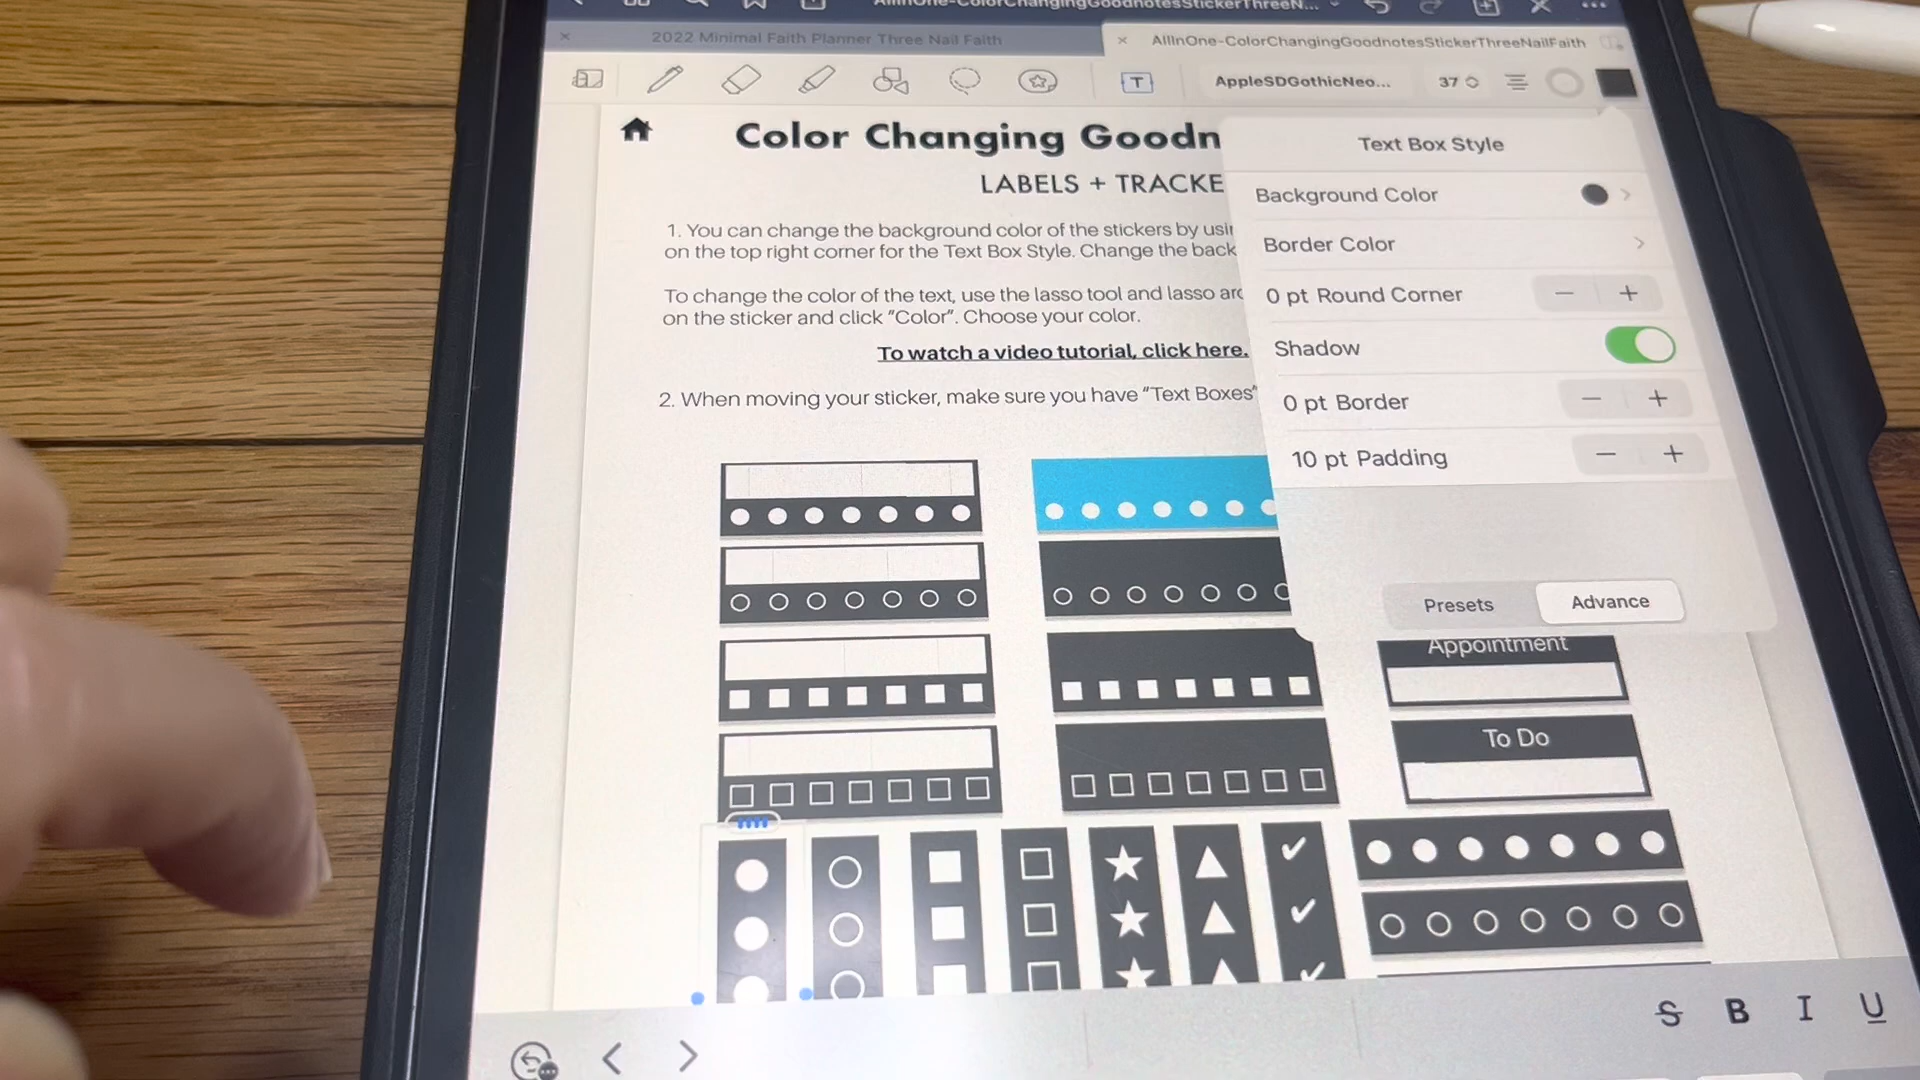 AllInOne-ColorChangingGoodnotesStickerThreeN...
2022 Minimal Faith Planner Three Nail Faith
AllInOne-ColorChangingGoodnotesStickerThreeNailFaith
T
AppleSDGothicNeo...
37
Color Changing Goodn
LABELS + TRACKE
1. You can change the background color of the stickers by usin
on the top right corner for the Text Box Style. Change the back
To change the color of the text, use the lasso tool and lasso aro
on the sticker and click “Color”. Choose your color.
To watch a video tutorial, click here.
2. When moving your sticker, make sure you have “Text Boxes”
Text Box Style
Background Color
Border Color
0 pt Round Corner
Shadow
0 pt Border
10 pt Padding
Presets
Advance
Appointment
To Do
S B I U